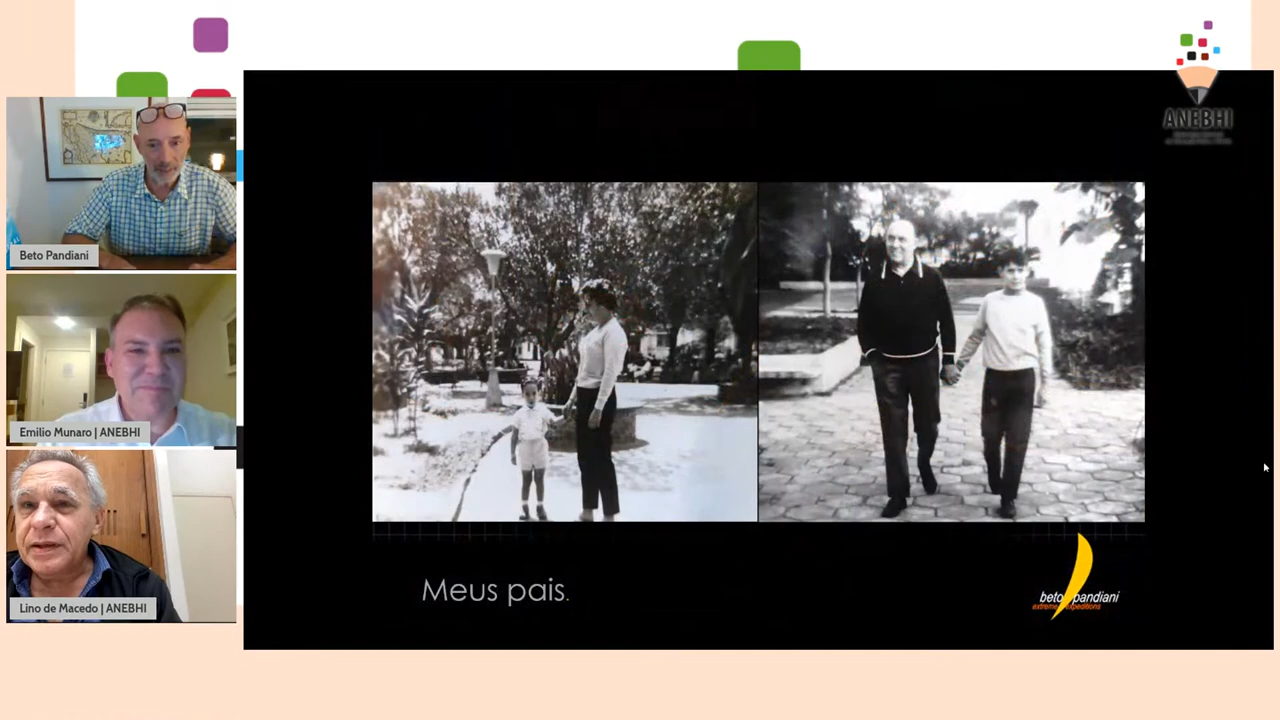 Beto Pandiani
Emilio Munaro | ANEBHI
Lino de Macedo | ANEBHI
ANEBHI
Meus pais.
beto pandiani
extreme expeditions